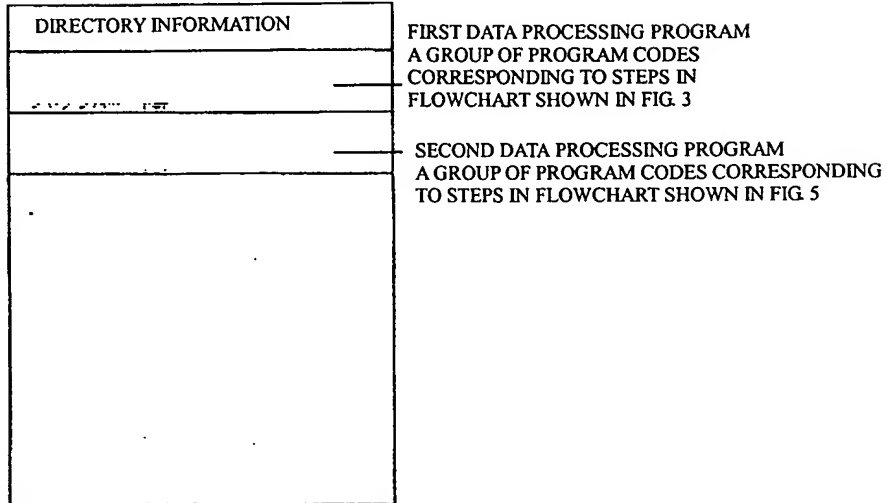 DIRECTORY INFORMATION
FIRST DATA PROCESSING PROGRAM
A GROUP OF PROGRAM CODES
CORRESPONDING TO STEPS IN
FLOWCHART SHOWN IN FIG. 3
SECOND DATA PROCESSING PROGRAM
A GROUP OF PROGRAM CODES CORRESPONDING
TO STEPS IN FLOWCHART SHOWN IN FIG. 5